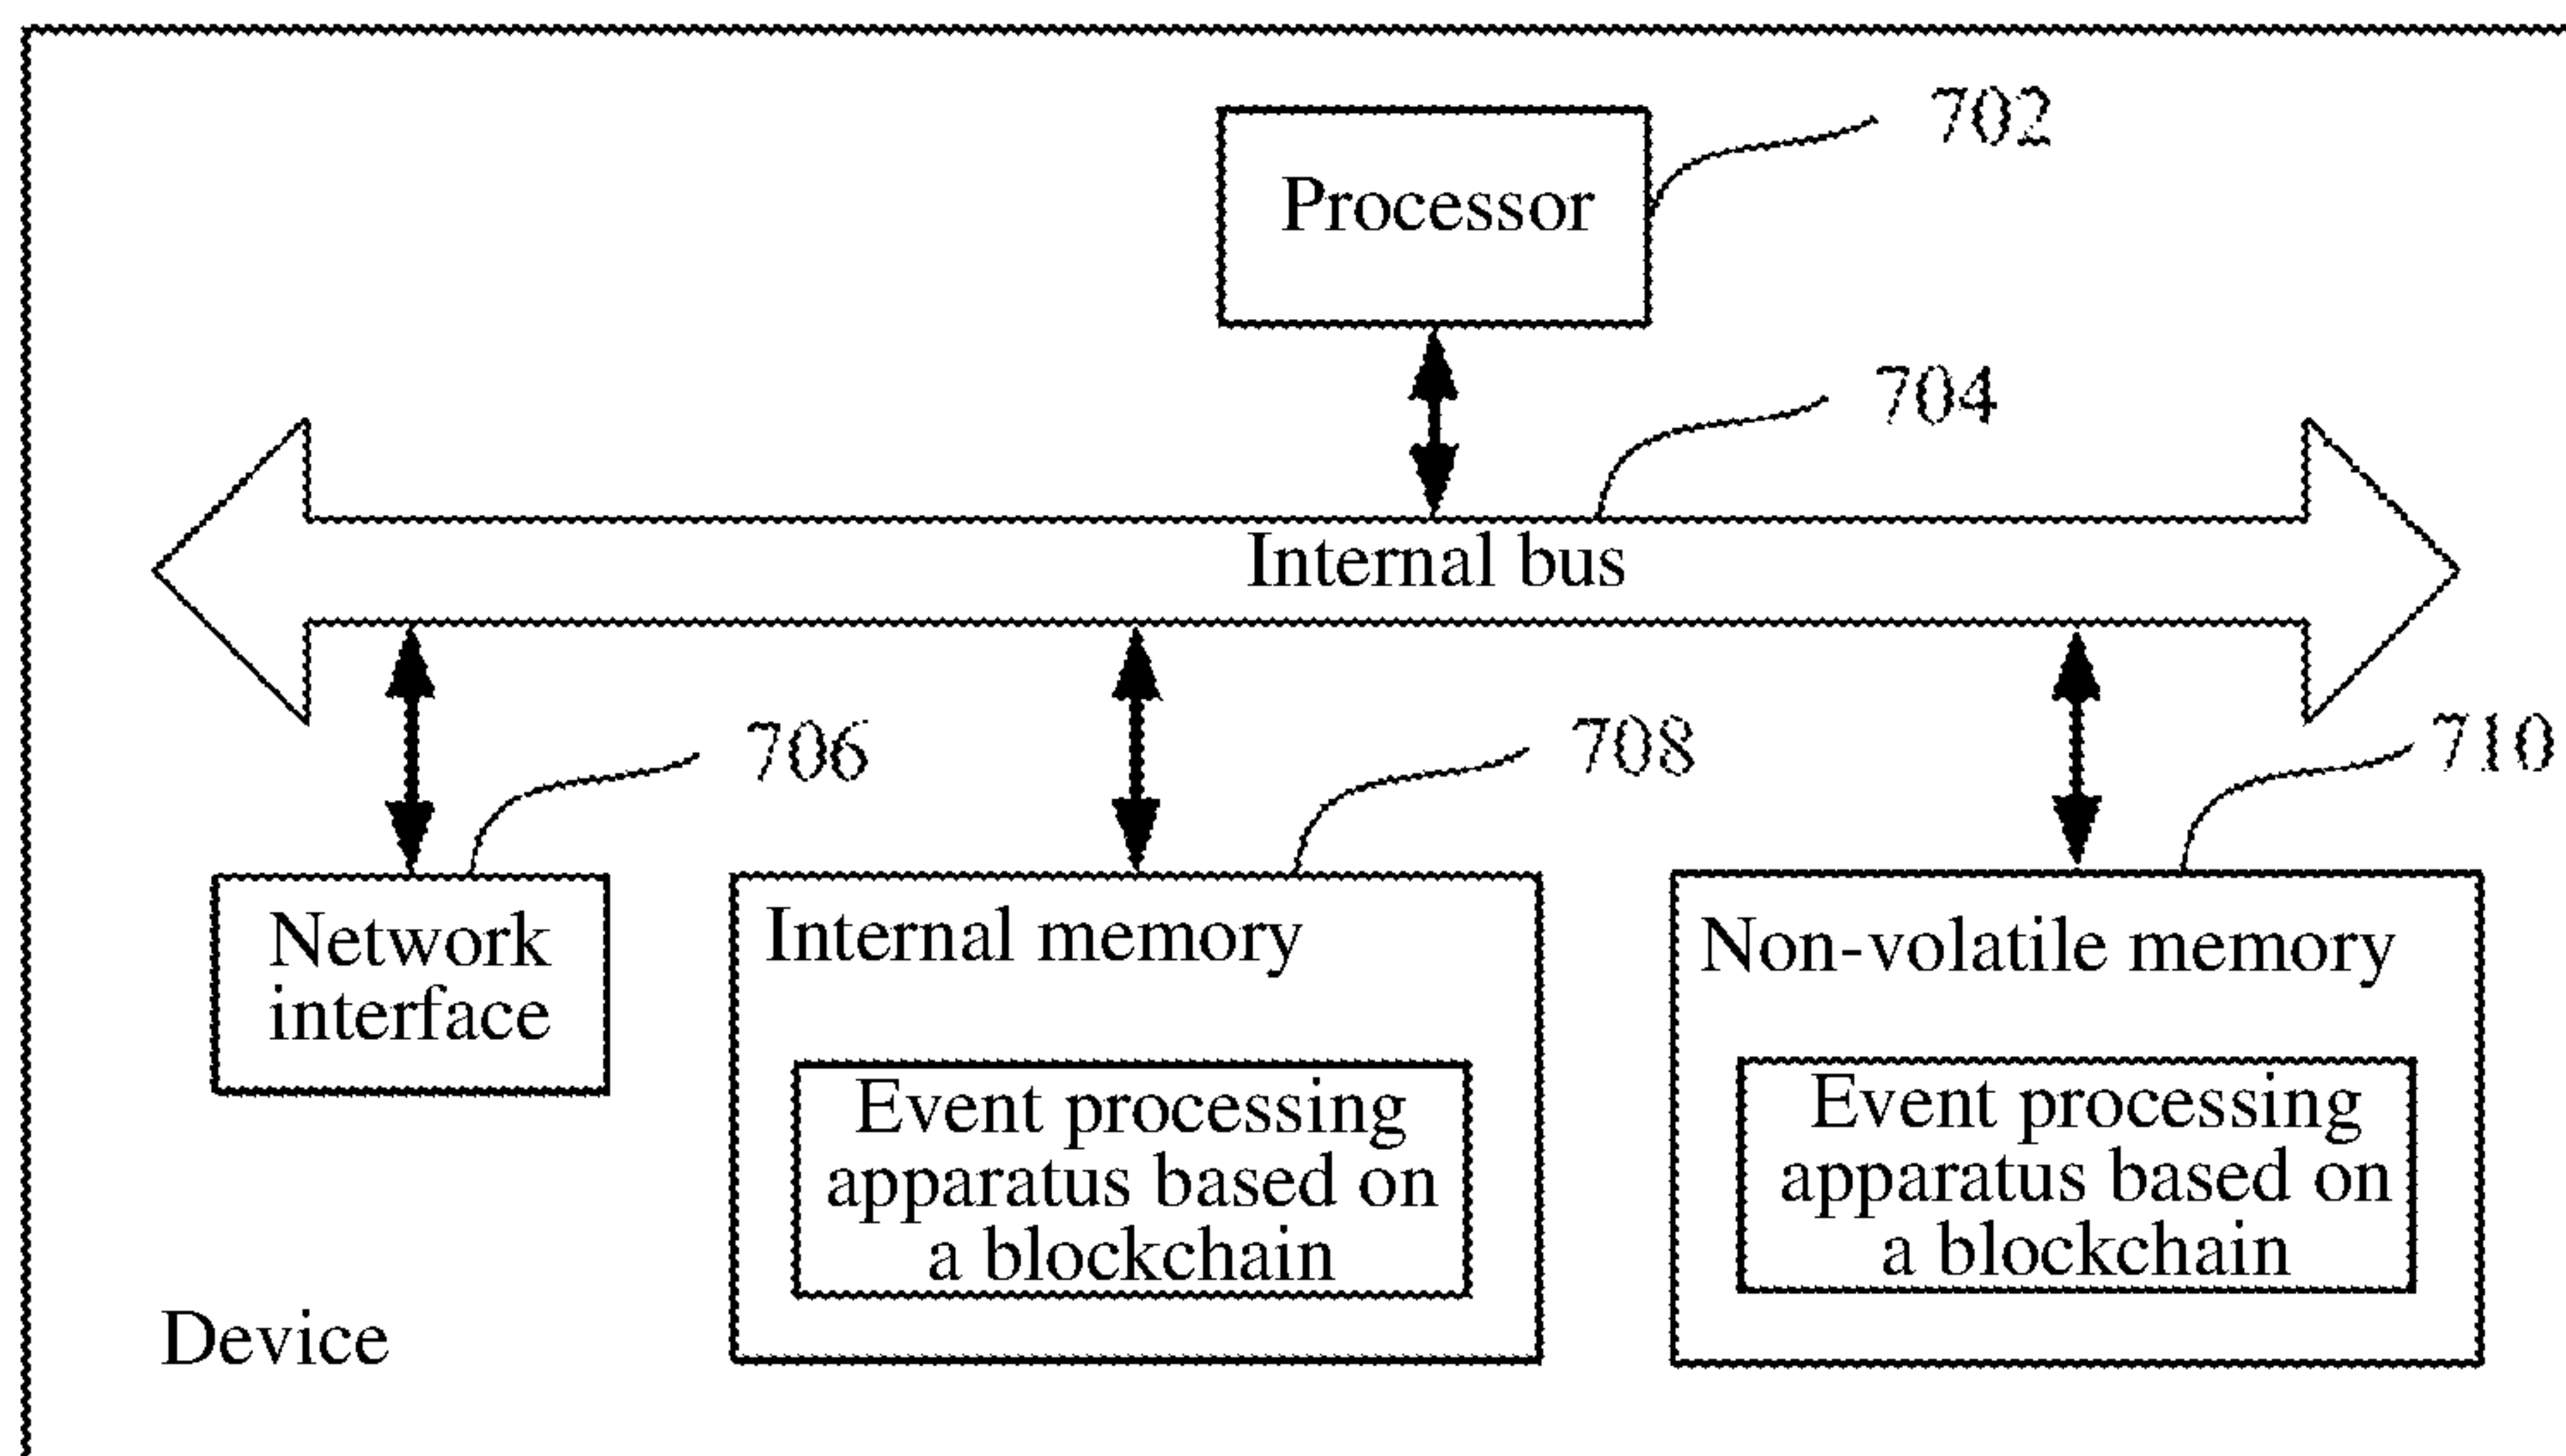 702
Processor
704
Internal bus
706
708
710
Network
interface
Internal memory
Event processing
apparatus based on
a blockchain
Non-volatile memory
Event processing
apparatus based on
a blockchain
Device